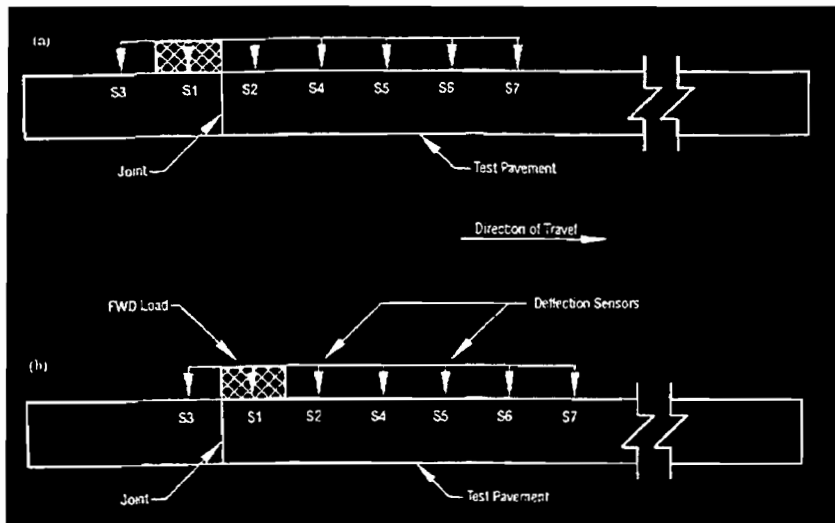 (a)
S3 S1 S2 S4 S5 S6 S7
Joint
Test Pavement
Direction of Travel
FWD Load
Deflection Sensors
(b)
S3 S1 S2 S4 S5 S6 S7
Joint
Test Pavement